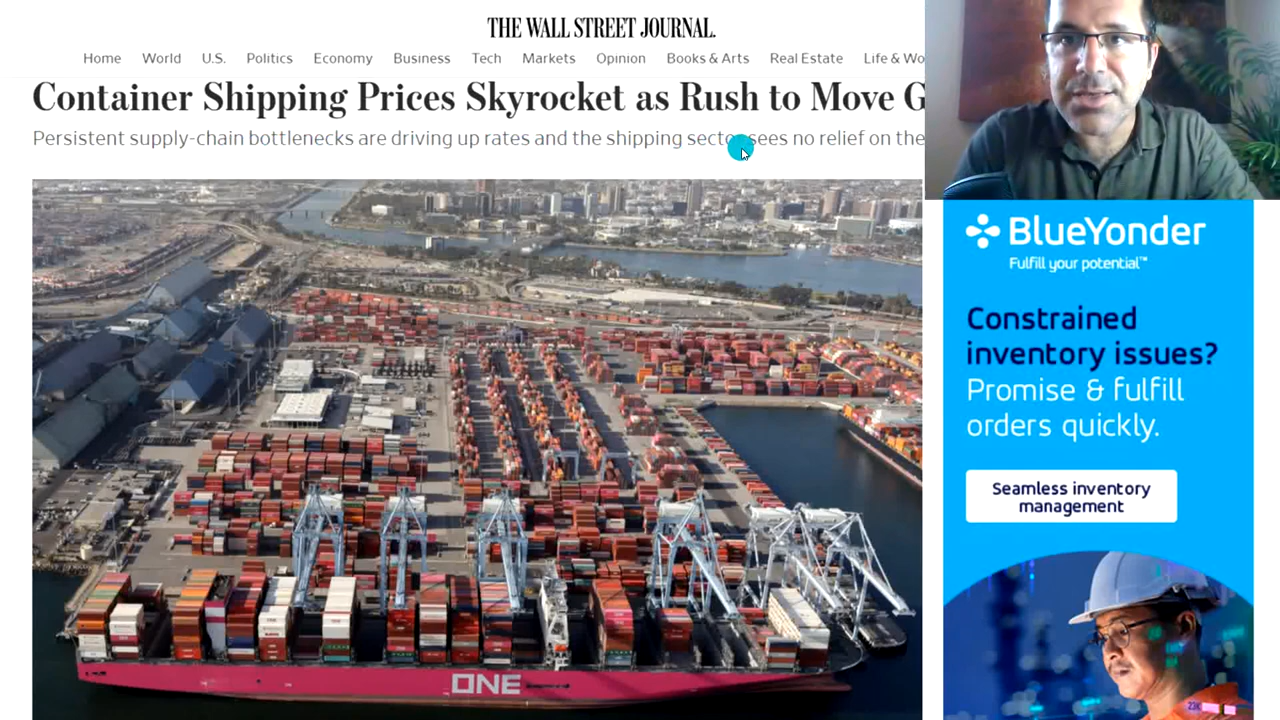 THE WALL STREET JOURNAL.
Home World U.S. Politics Economy Business Tech Markets Opinion Books & Arts Real Estate Life & Wo
Container Shipping Prices Skyrocket as Rush to Move G
Persistent supply-chain bottlenecks are driving up rates and the shipping sector sees no relief on the
BlueYonder
Fulfill your potential™
Constrained
inventory issues?
Promise & fulfill
orders quickly.
Seamless inventory
management
ONE